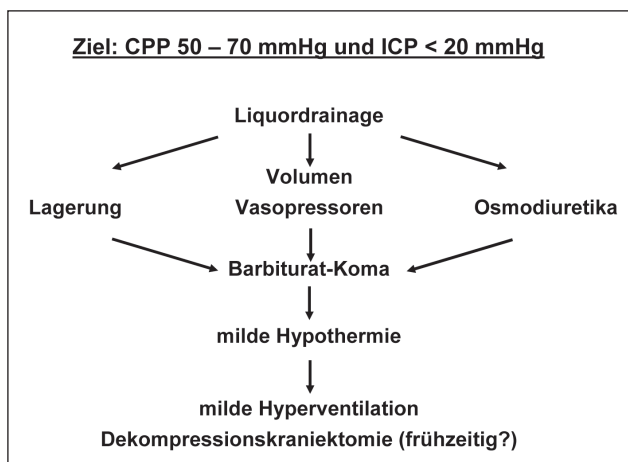 Ziel: CPP 50 – 70 mmHg und ICP < 20 mmHg
Liquordrainage
Volumen
Lagerung Vasopressoren Osmodiuretika
Barbiturat-Koma
milde Hypothermie
milde Hyperventilation
Dekompressionskraniektomie (frühzeitig?)